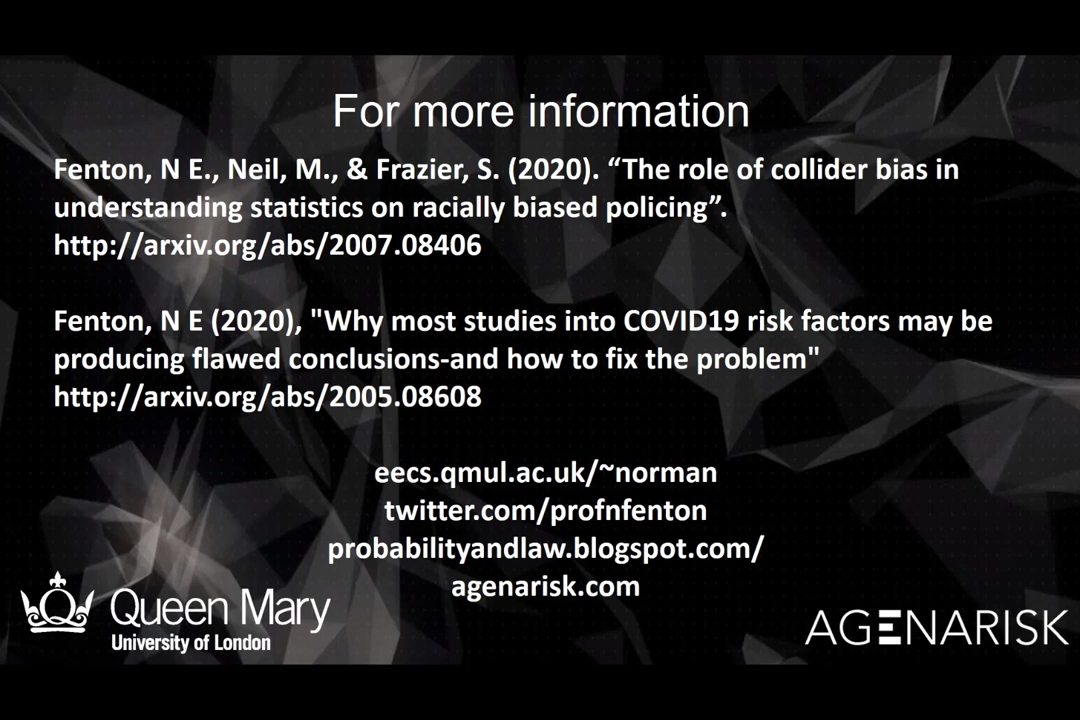 For more information
Fenton, N E., Neil, M., & Frazier, S. (2020). “The role of collider bias in
understanding statistics on racially biased policing”.
http://arxiv.org/abs/2007.08406
Fenton, N E (2020), "Why most studies into COVID19 risk factors may be
producing flawed conclusions-and how to fix the problem"
http://arxiv.org/abs/2005.08608
eecs.qmul.ac.uk/~norman
twitter.com/profnfenton
probabilityandlaw.blogspot.com/
agenarisk.com
Queen Mary
University of London
AGENARISK